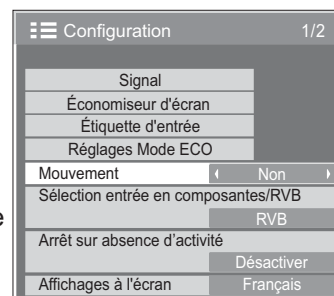 Configuration 1/2
Signal
Économiseur d'écran
Étiquette d'entrée
Réglages Mode ECO
Mouvement Non
Sélection entrée en composantes/RVB
e
RVB
Arrêt sur absence d'activité
Désactiver
Affichages à l'écran Français